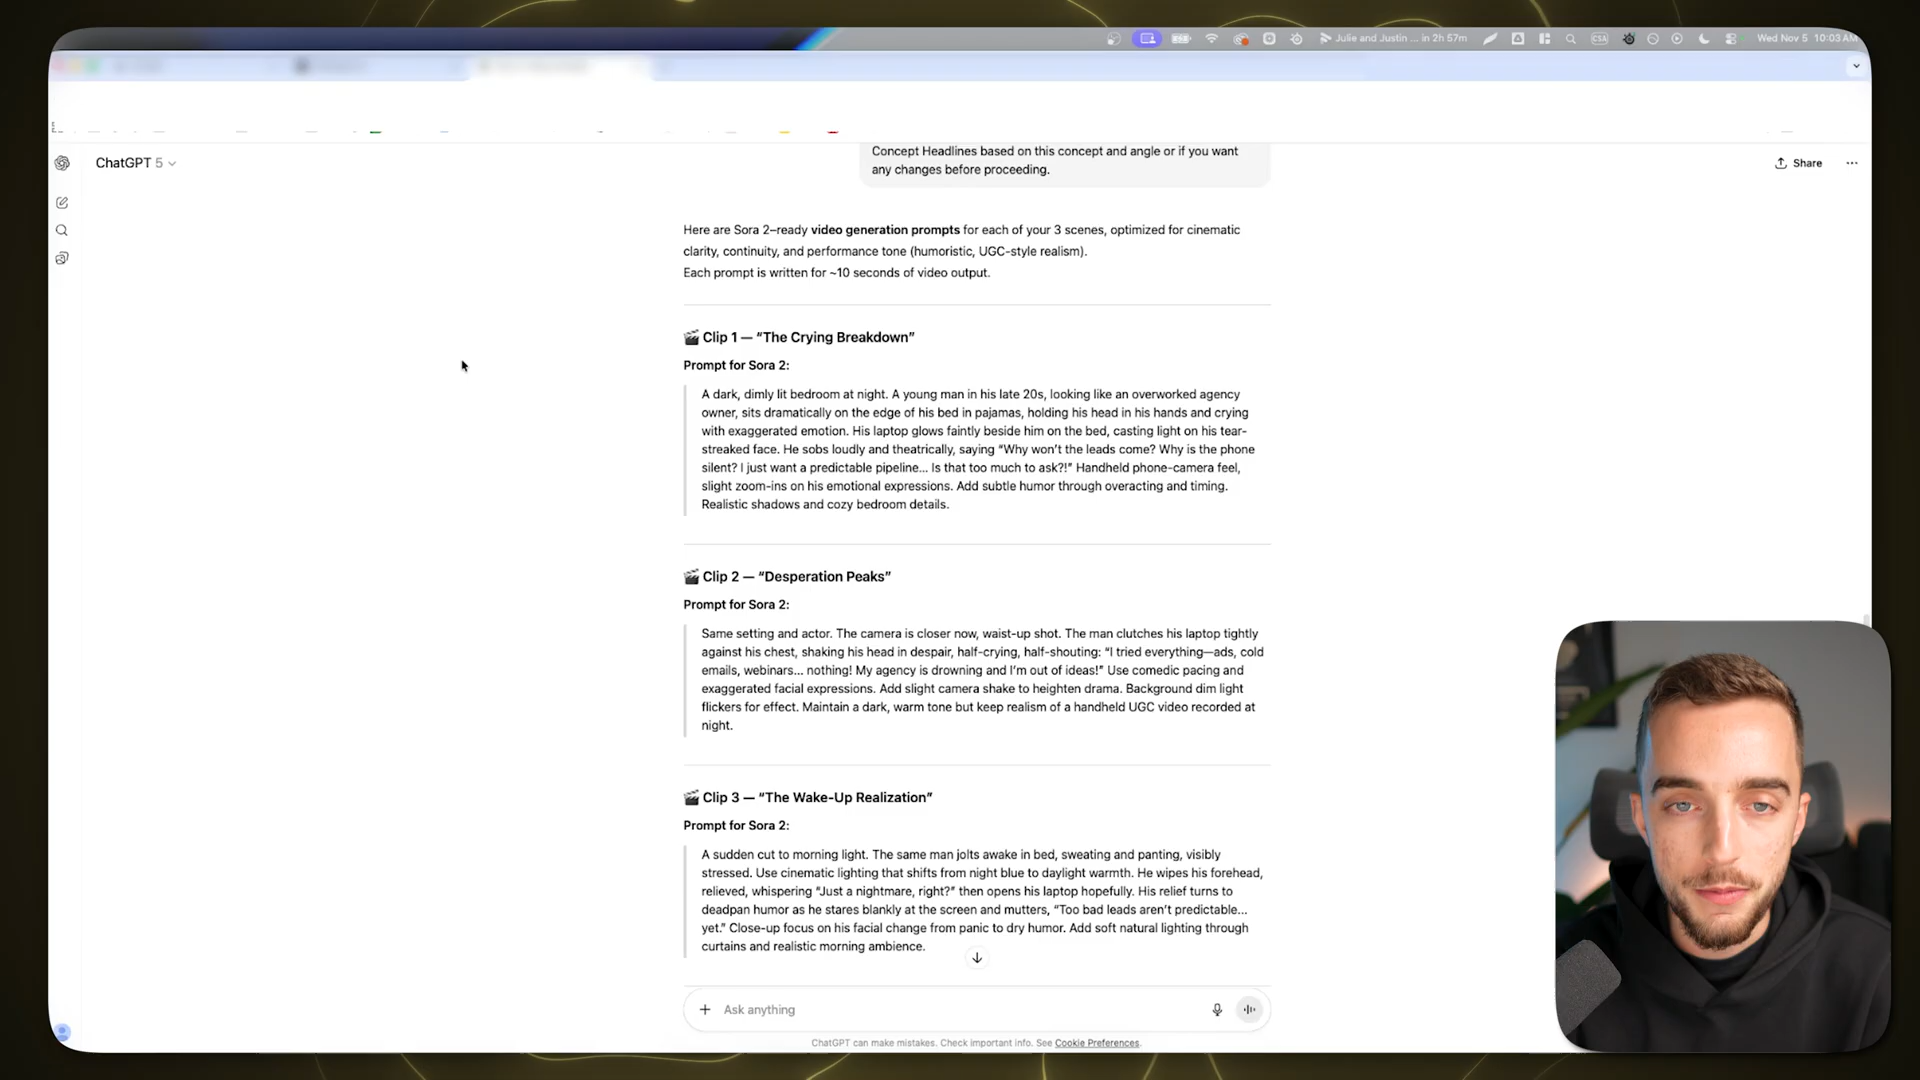 Julie and Justin ... in 2h 57m
Wed Nov 5 10:03 AM
ChatGPT 5
Share
Concept Headlines based on this concept and angle or if you want
any changes before proceeding.
Here are Sora 2–ready video generation prompts for each of your 3 scenes, optimized for cinematic
clarity, continuity, and performance tone (humoristic, UGC-style realism).
Each prompt is written for ~10 seconds of video output.
🎬 Clip 1 — “The Crying Breakdown”
Prompt for Sora 2:
A dark, dimly lit bedroom at night. A young man in his late 20s, looking like an overworked agency
owner, sits dramatically on the edge of his bed in pajamas, holding his head in his hands and crying
with exaggerated emotion. His laptop glows faintly beside him on the bed, casting light on his tear-
streaked face. He sobs loudly and theatrically, saying “Why won’t the leads come? Why is the phone
silent? I just want a predictable pipeline… Is that too much to ask?!” Handheld phone-camera feel,
slight zoom-ins on his emotional expressions. Add subtle humor through overacting and timing.
Realistic shadows and cozy bedroom details.
🎬 Clip 2 — “Desperation Peaks”
Prompt for Sora 2:
Same setting and actor. The camera is closer now, waist-up shot. The man clutches his laptop tightly
against his chest, shaking his head in despair, half-crying, half-shouting: “I tried everything—ads, cold
emails, webinars… nothing! My agency is drowning and I’m out of ideas!” Use comedic pacing and
exaggerated facial expressions. Add slight camera shake to heighten drama. Background dim light
flickers for effect. Maintain a dark, warm tone but keep realism of a handheld UGC video recorded at
night.
🎬 Clip 3 — “The Wake-Up Realization”
Prompt for Sora 2:
A sudden cut to morning light. The same man jolts awake in bed, sweating and panting, visibly
stressed. Use cinematic lighting that shifts from night blue to daylight warmth. He wipes his forehead,
relieved, whispering “Just a nightmare, right?” then opens his laptop hopefully. His relief turns to
deadpan humor as he stares blankly at the screen and mutters, “Too bad leads aren’t predictable…
yet.” Close-up focus on his facial change from panic to dry humor. Add soft natural lighting through
curtains and realistic morning ambience.
Ask anything
ChatGPT can make mistakes. Check important info. See Cookie Preferences.